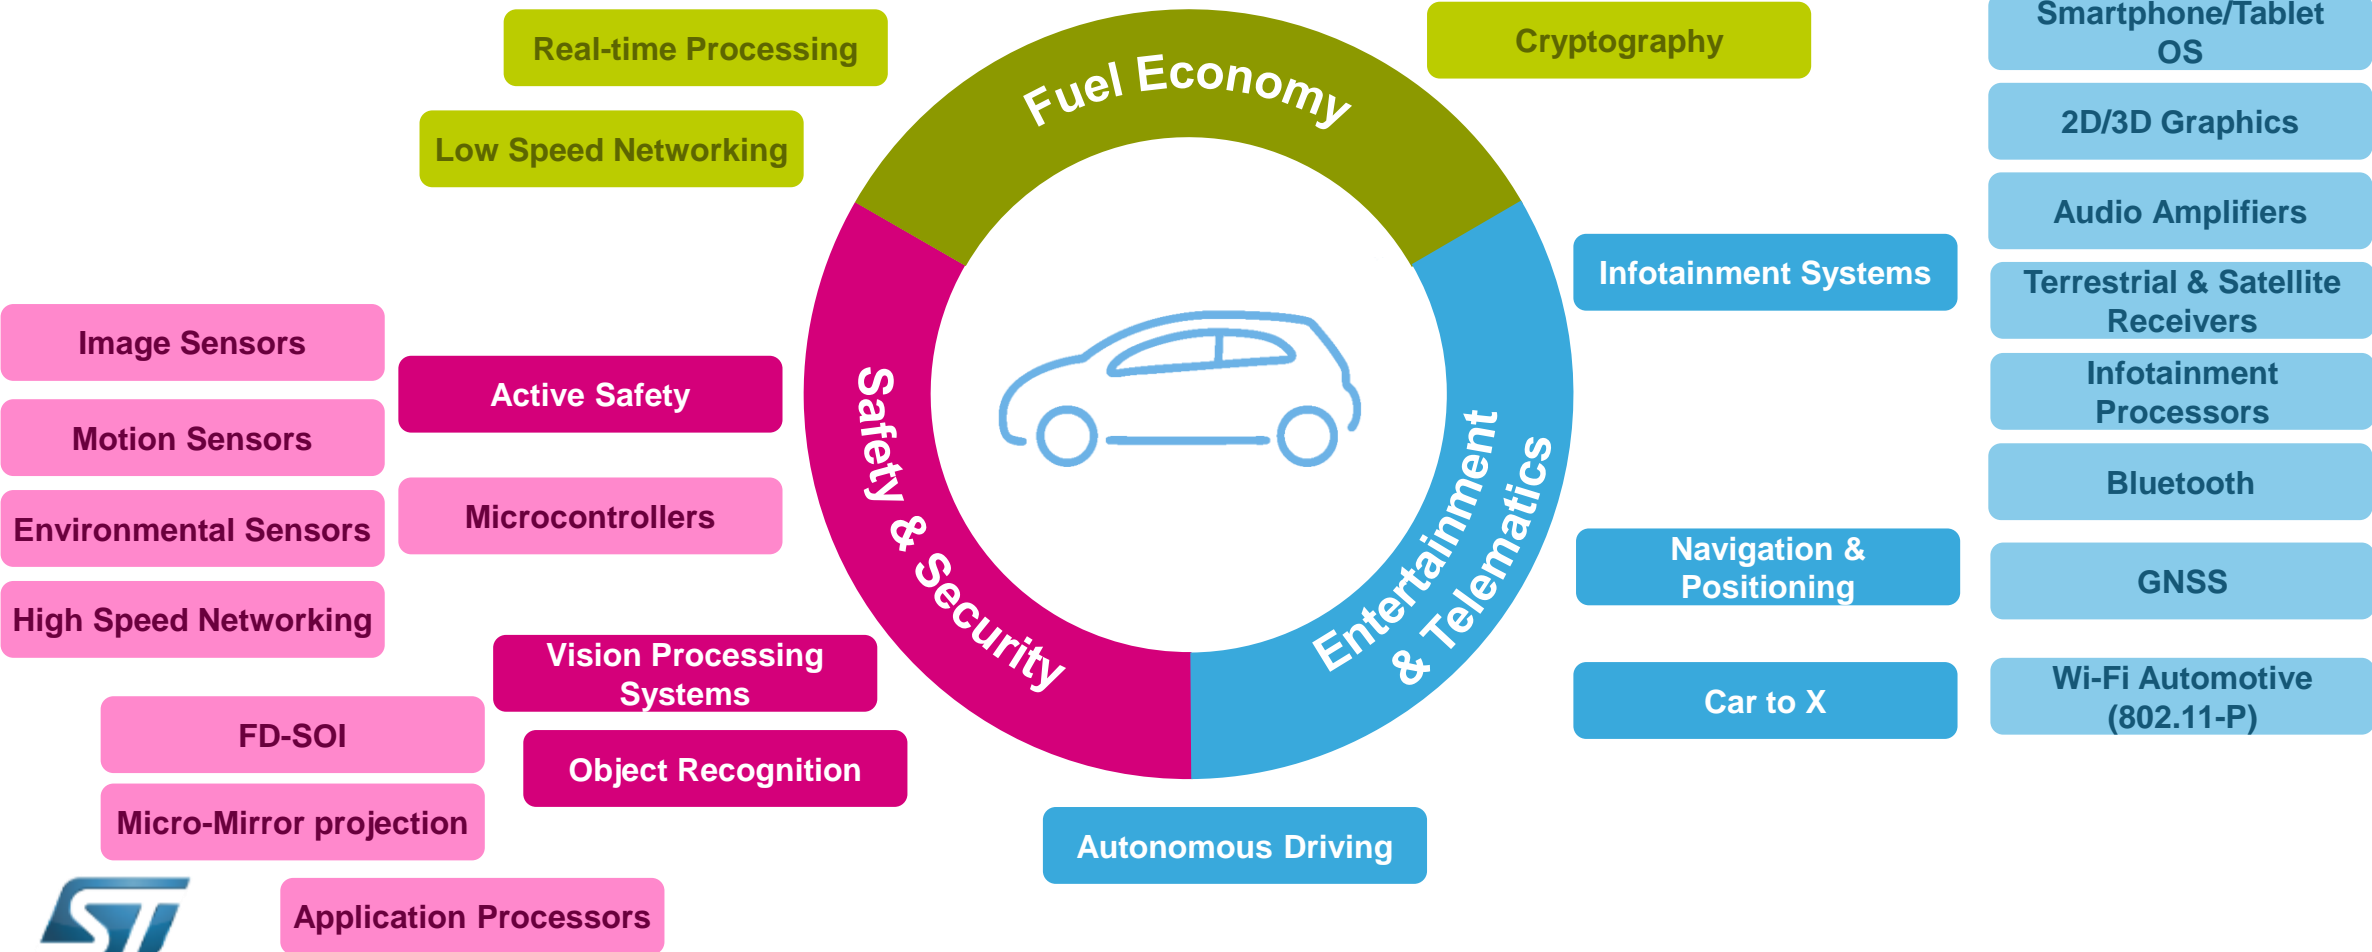 Real-time Processing
Low Speed Networking
Fuel Economy
Cryptography
Smartphone/Tablet
OS
2D/3D Graphics
Audio Amplifiers
Terrestrial & Satellite
Receivers
Infotainment
Processors
Bluetooth
GNSS
Wi-Fi Automotive
(802.11-P)
Infotainment Systems
Navigation &
Positioning
Car to X
Entertainment
& Telematics
Autonomous Driving
Safety & Security
Active Safety
Microcontrollers
Vision Processing
Systems
Object Recognition
Image Sensors
Motion Sensors
Environmental Sensors
High Speed Networking
FD-SOI
Micro-Mirror projection
Application Processors
ST